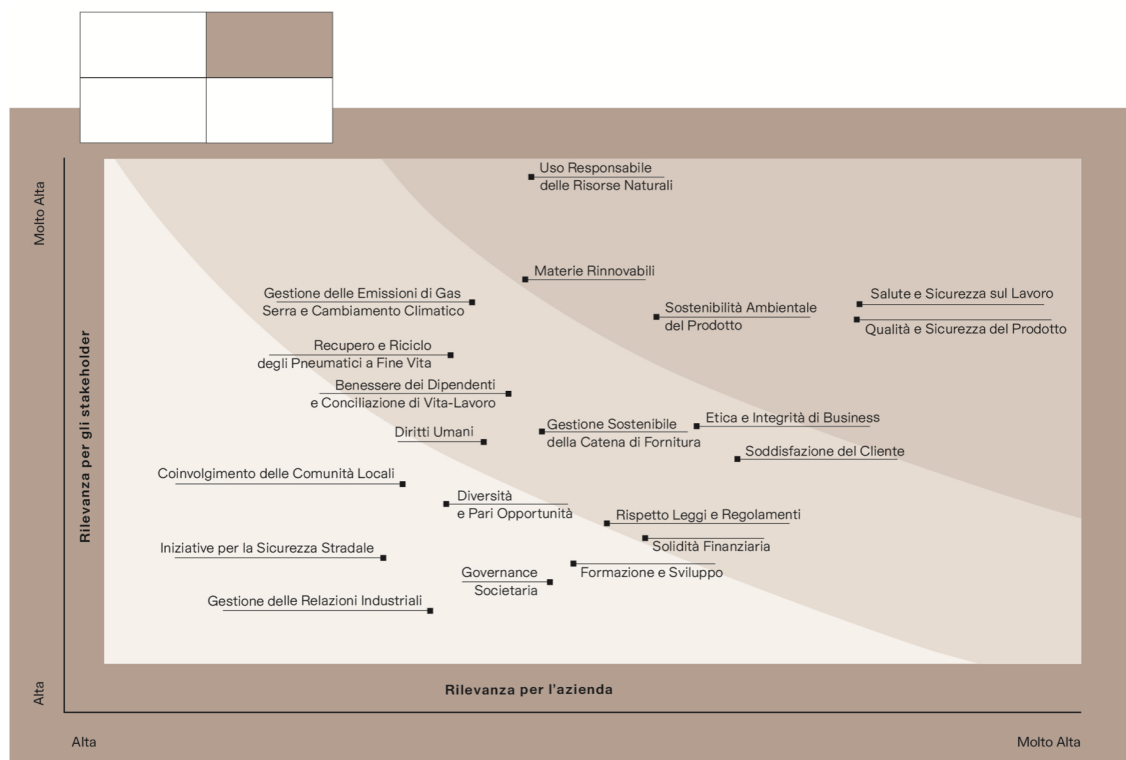 Molto Alta
Rilevanza per gli stakeholder
Alta
Uso Responsabile
delle Risorse Naturali
Materie Rinnovabili
Gestione delle Emissioni di Gas
Serra e Cambiamento Climatico
Salute e Sicurezza sul Lavoro
Sostenibilità Ambientale
del Prodotto
Qualità e Sicurezza del Prodotto
Recupero e Riciclo
degli Pneumatici a Fine Vita
Benessere dei Dipendenti
e Conciliazione di Vita-Lavoro
Etica e Integrità di Business
Diritti Umani
Gestione Sostenibile
della Catena di Fornitura
Soddisfazione del Cliente
Coinvolgimento delle Comunità Locali
Diversità
e Pari Opportunità
Rispetto Leggi e Regolamenti
Solidità Finanziaria
Iniziative per la Sicurezza Stradale
Governance
Societaria
Formazione e Sviluppo
Gestione delle Relazioni Industriali
Rilevanza per l'azienda
Alta
Molto Alta